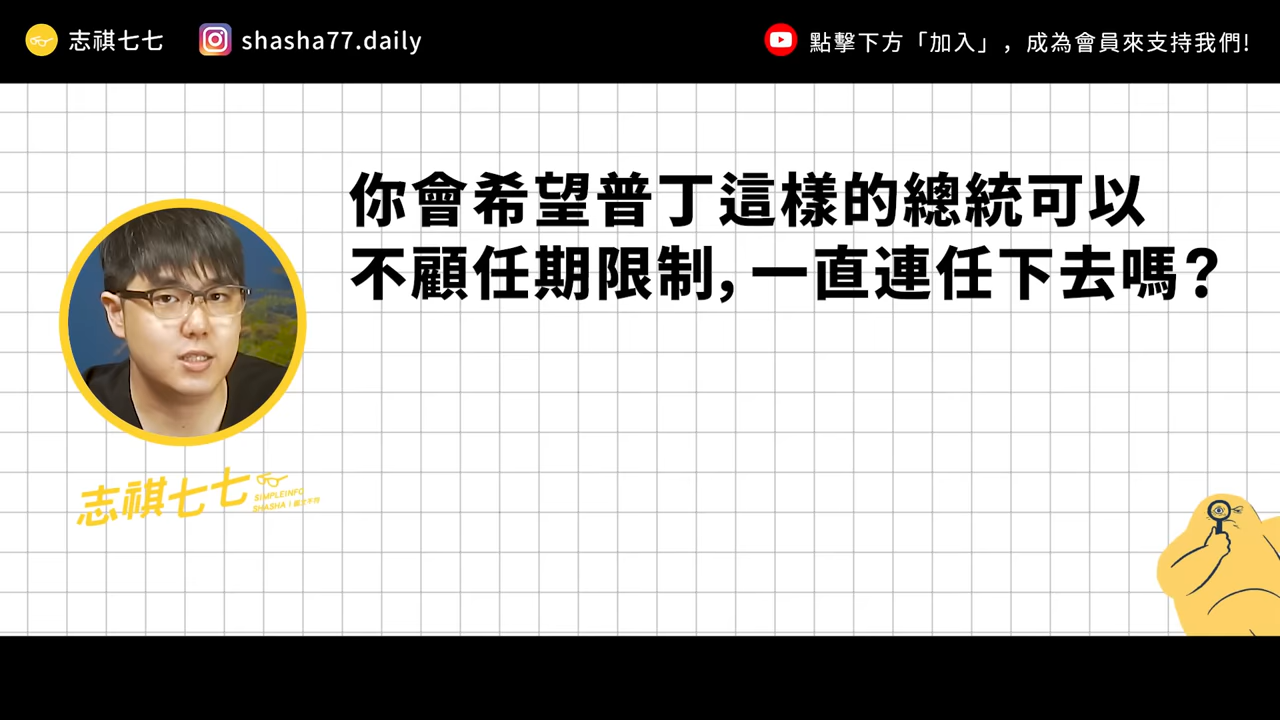 志祺七七
shasha77.daily
點擊下方「加入」，成為會員來支持我們!
你會希望普丁這樣的總統可以
不顧任期限制，一直連任下去嗎？
志祺七七
SIMPLEINFO
SHASHA